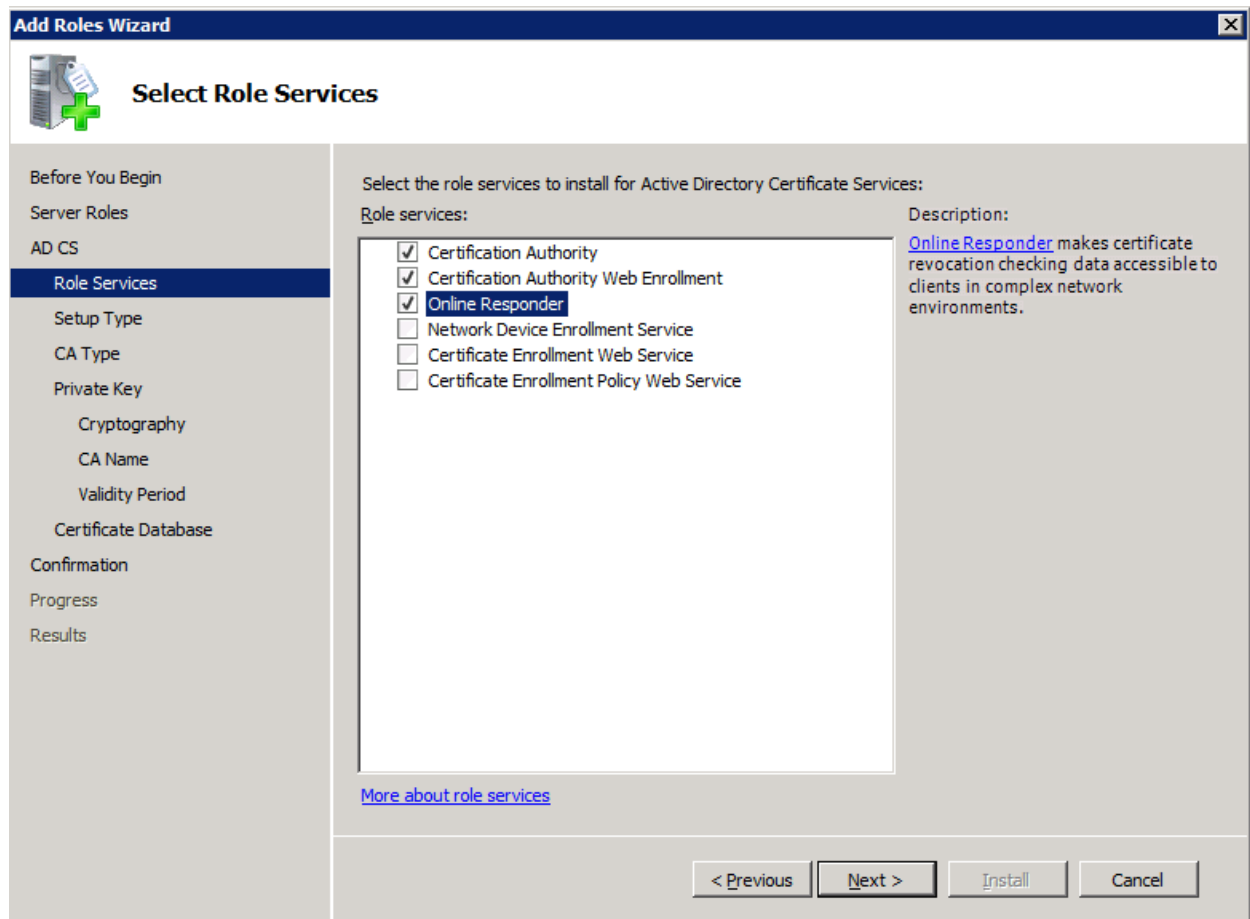 Add Roles Wizard
Select Role Services
Before You Begin
Server Roles
AD CS
Role Services
Setup Type
CA Type
Private Key
Cryptography
CA Name
Validity Period
Certificate Database
Confirmation
Progress
Results
Select the role services to install for Active Directory Certificate Services:
Role services:
Certification Authority
Certification Authority Web Enrollment
Online Responder
Network Device Enrollment Service
Certificate Enrollment Web Service
Certificate Enrollment Policy Web Service
More about role services
Description:
Online Responder makes certificate
revocation checking data accessible to
clients in complex network
environments.
< Previous
Next >
Install
Cancel